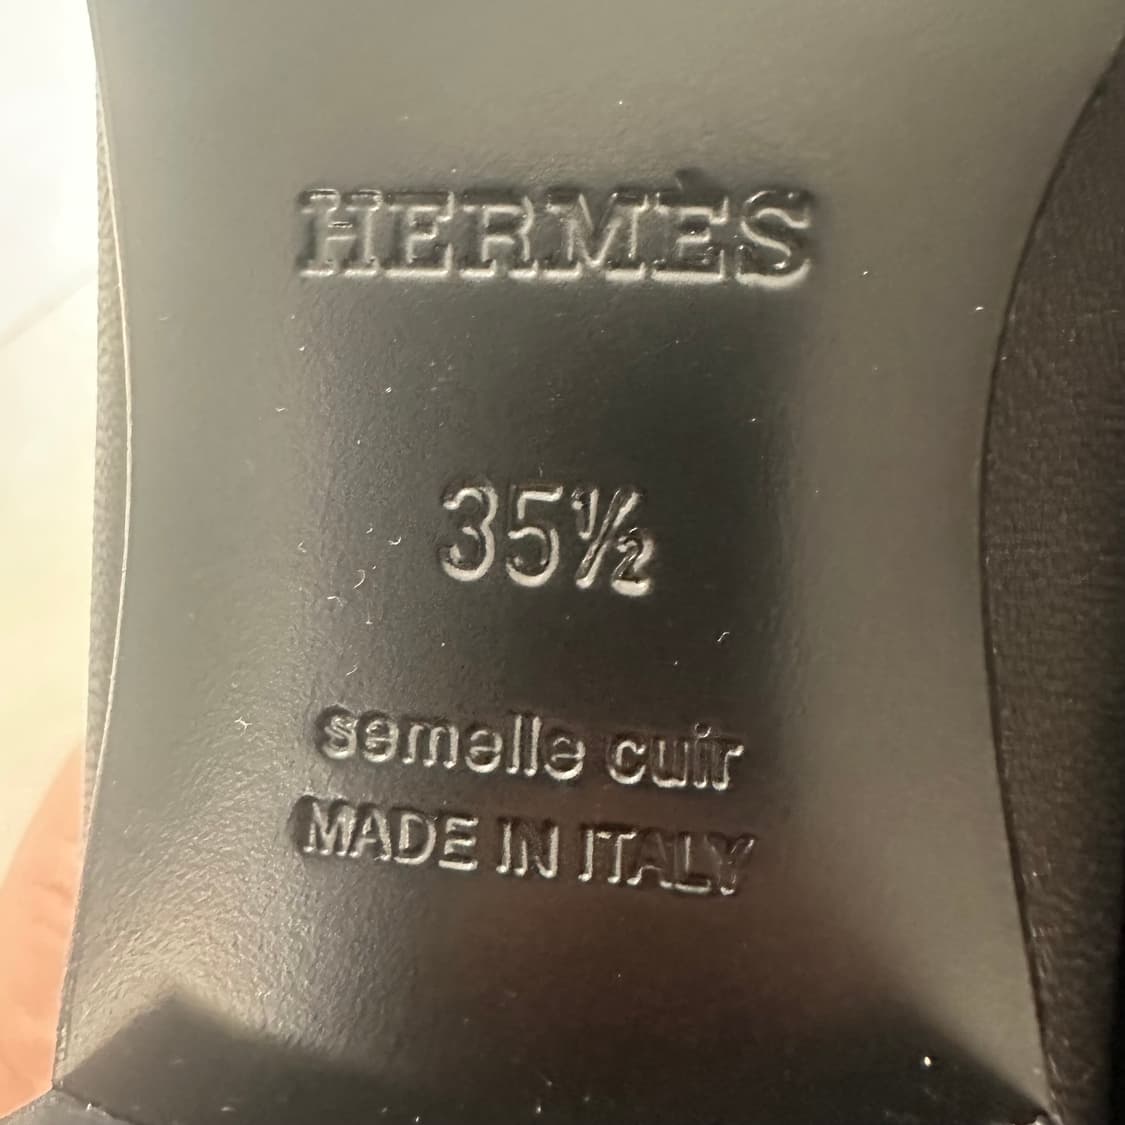 HERMÈS
35½
semelle cuir
MADE IN ITALY